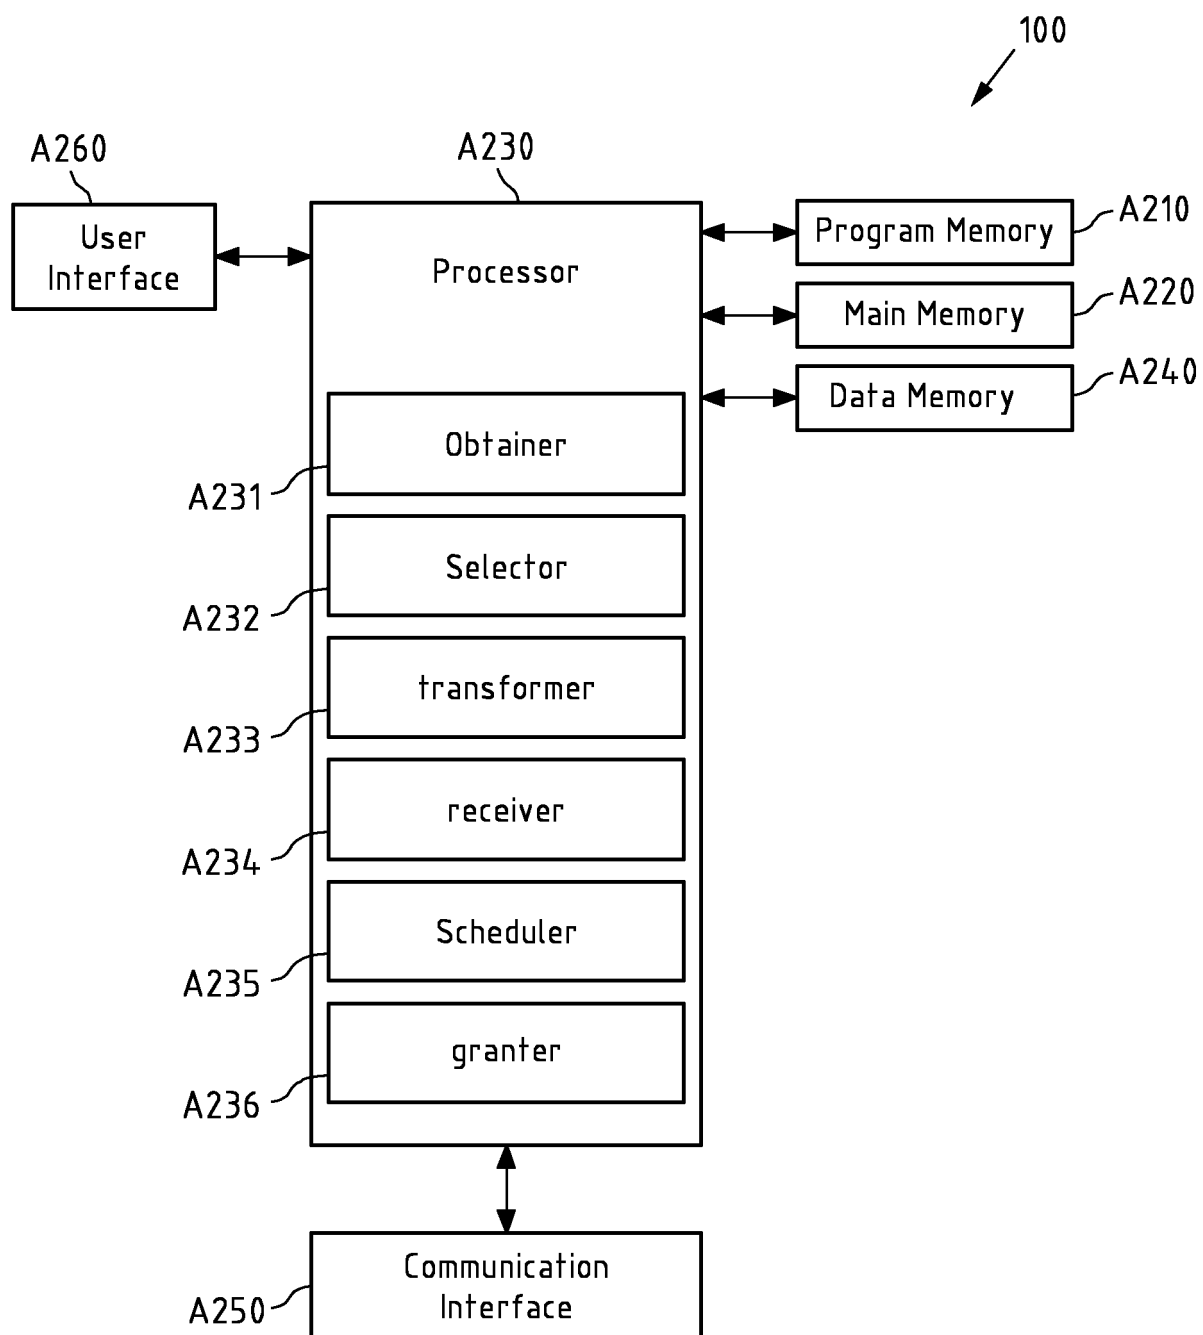 100
A260
A230
User
Interface
Processor
Program Memory
A210
Main Memory
A220
Data Memory
A240
Obtainer
A231
Selector
A232
transformer
A233
receiver
A234
Scheduler
A235
granter
A236
Communication
Interface
A250